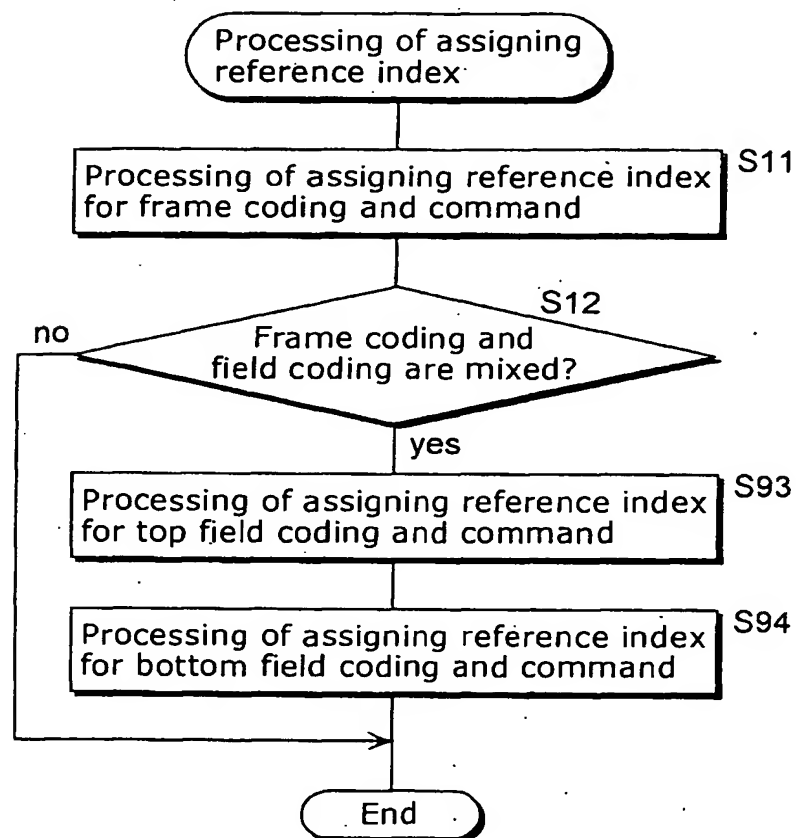 Processing of assigning
reference index
Processing of assigning reference index
for frame coding and command
S11
S12
Frame coding and
field coding are mixed?
no
yes
Processing of assigning reference index
for top field coding and command
S93
Processing of assigning reference index
for bottom field coding and command
S94
End